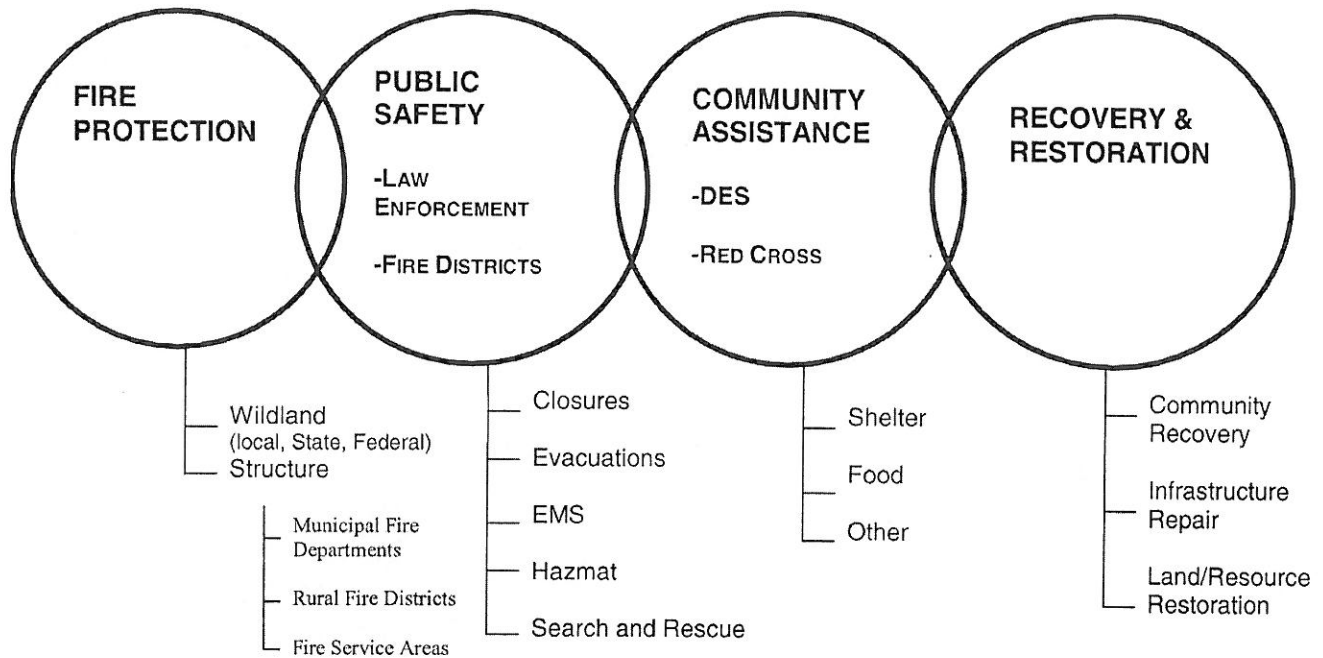 FIRE
PROTECTION
PUBLIC
SAFETY
-LAW
ENFORCEMENT
-FIRE DISTRICTS
COMMUNITY
ASSISTANCE
-DES
-RED CROSS
RECOVERY &
RESTORATION
Wildland
(local, State, Federal)
Structure
Municipal Fire
Departments
Rural Fire Districts
Fire Service Areas
Closures
Evacuations
EMS
Hazmat
Search and Rescue
Shelter
Food
Other
Community
Recovery
Infrastructure
Repair
Land/Resource
Restoration